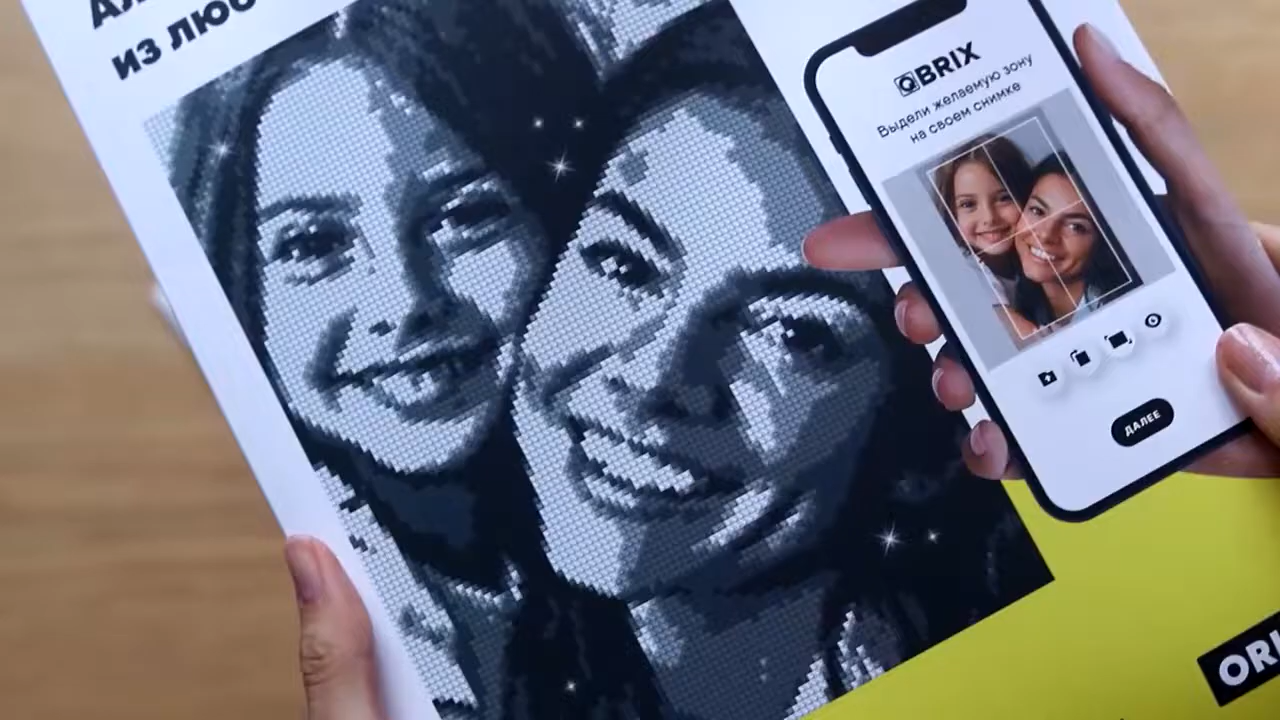 ИЗ ЛЮБ
QBRIX
Выдели желаемую зону
на своем снимке
ДАЛЕЕ
ORI